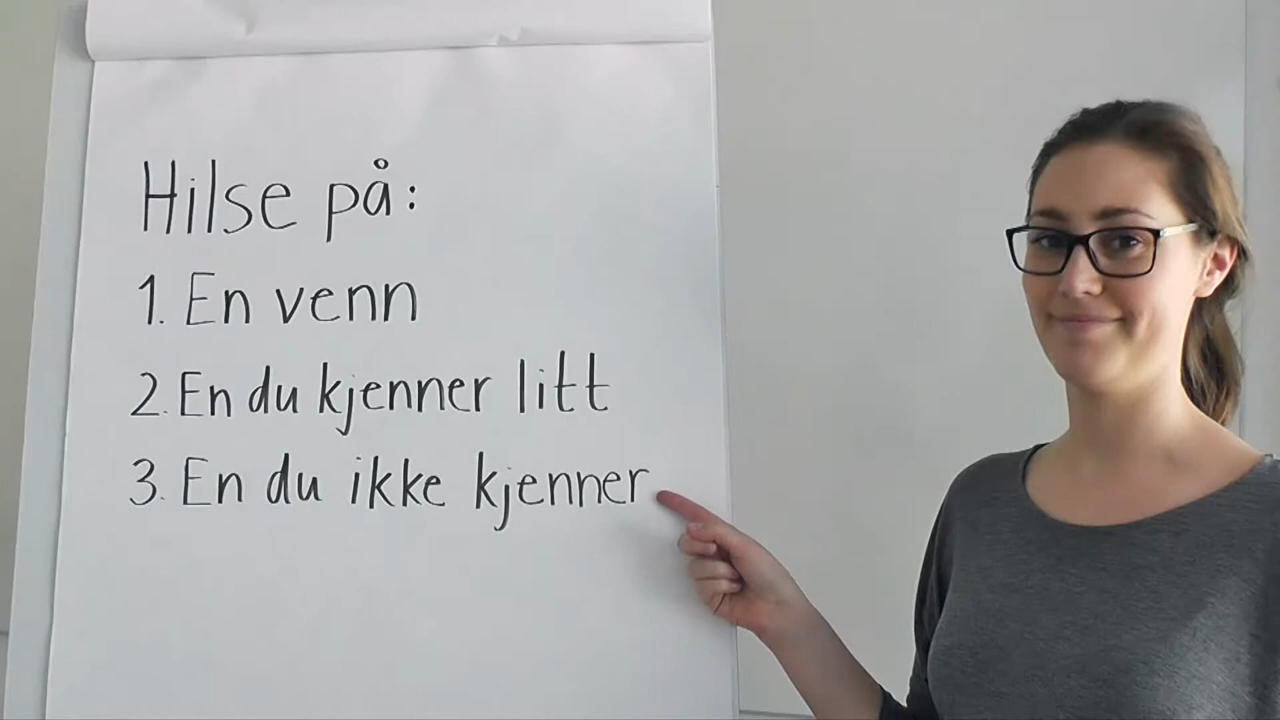 Hilse på:
1. En venn
2. En du kjenner litt
3. En du ikke kjenner